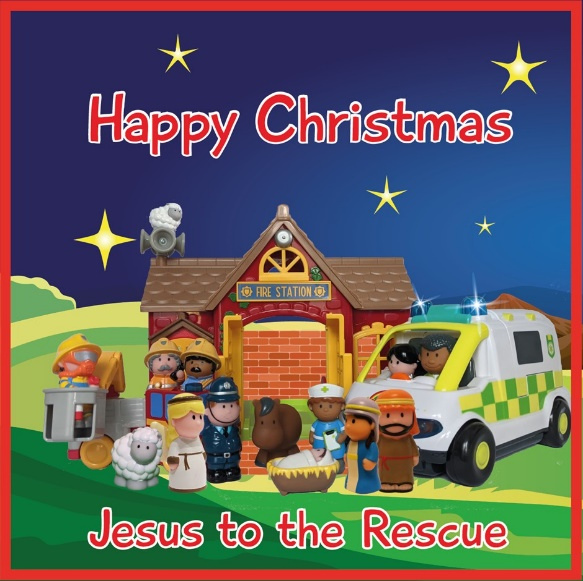 Happy Christmas
FIRE STATION
Jesus to the Rescue